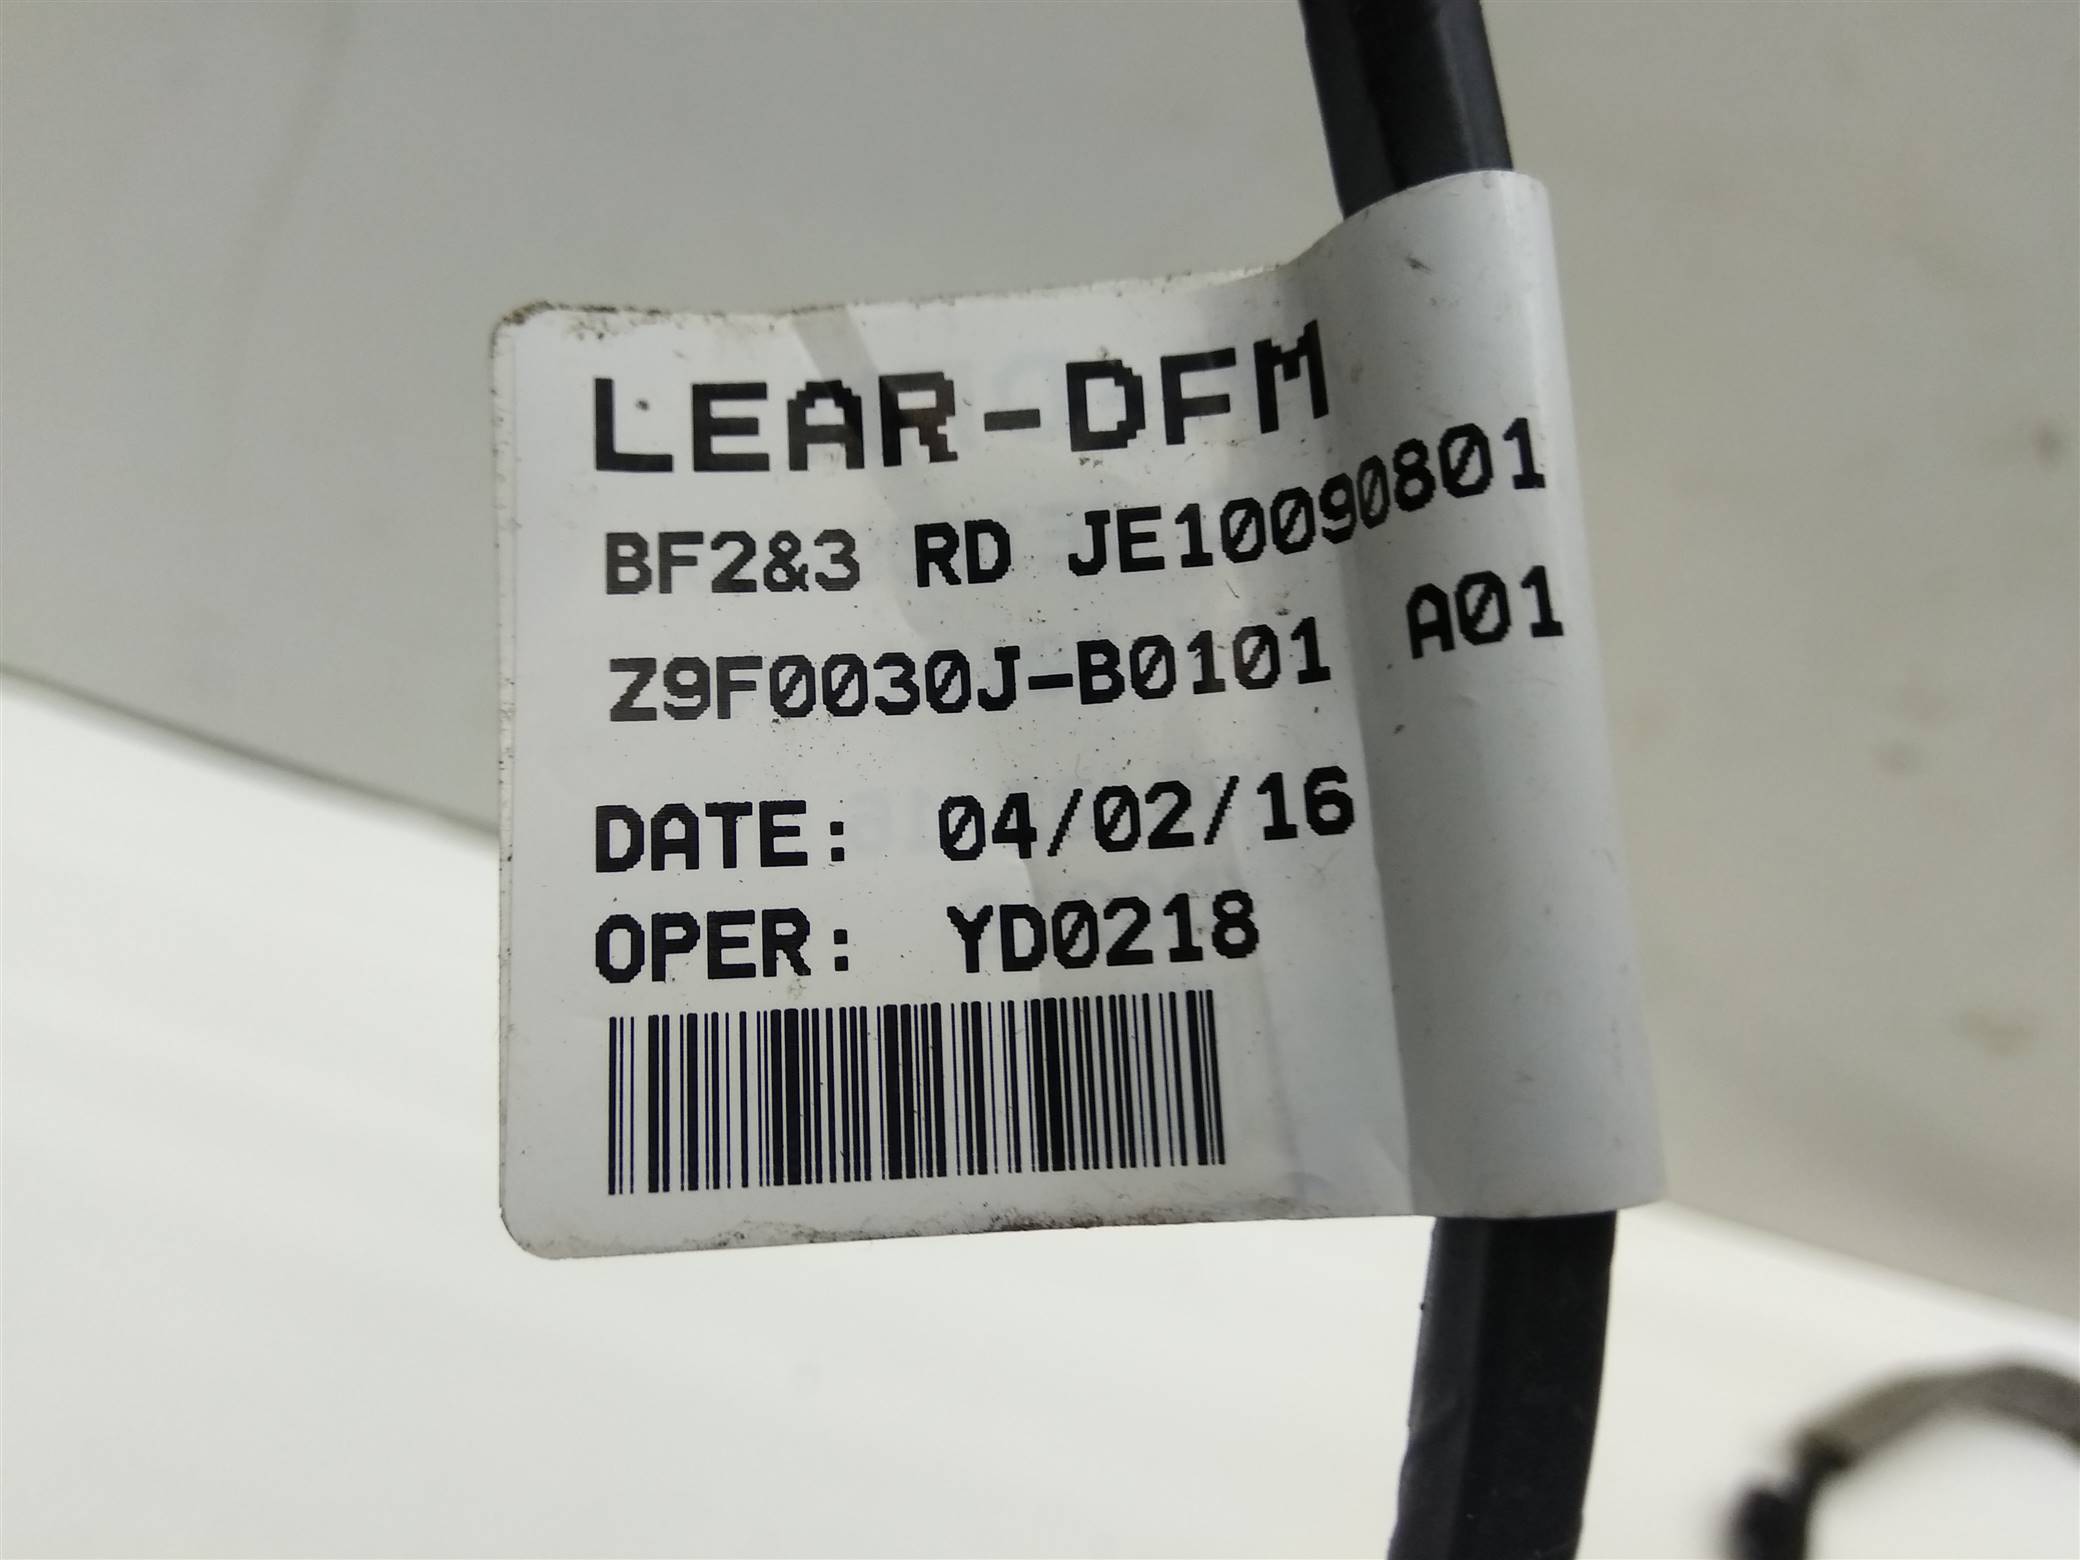 LEAR-DFM
BF2&3 RD JE10090801
Z9F0030J-B0101 A01
DATE: 04/02/16
OPER: YD0218